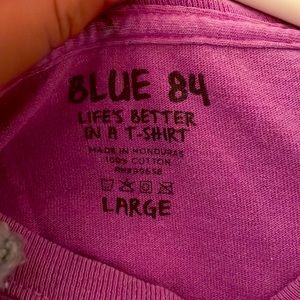 BLUE 84
LIFE'S BETTER
IN A T-SHIRT
MADE IN HONDURAS
100% COTTON
LARGE